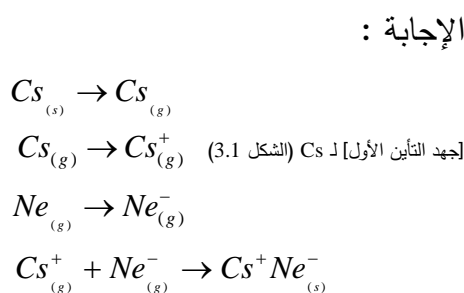 الإجابة :
Cs(s) → Cs(g)
Cs(g) → Cs⁺(g) [جهد التأين الأول] لـ Cs (الشكل 3.1)
Ne(g) → Ne⁻(g)
Cs⁺(g) + Ne⁻(g) → Cs⁺Ne⁻(s)